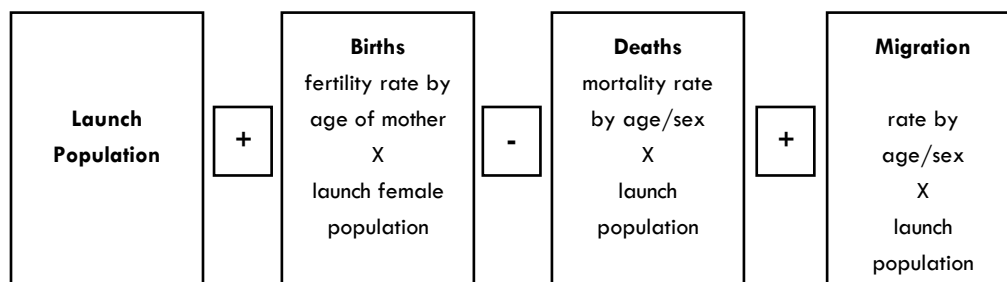 Launch
Population
+
Births
fertility rate by
age of mother
X
launch female
population
-
Deaths
mortality rate
by age/sex
X
launch
population
+
Migration
rate by
age/sex
X
launch
population